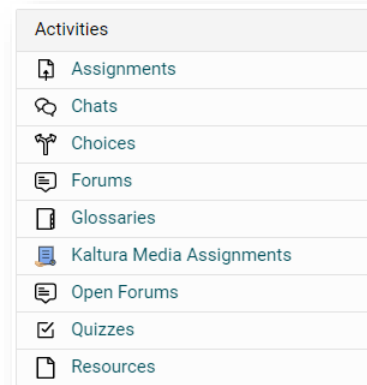 Activities
Assignments
Chats
Choices
Forums
Glossaries
Kaltura Media Assignments
Open Forums
Quizzes
Resources